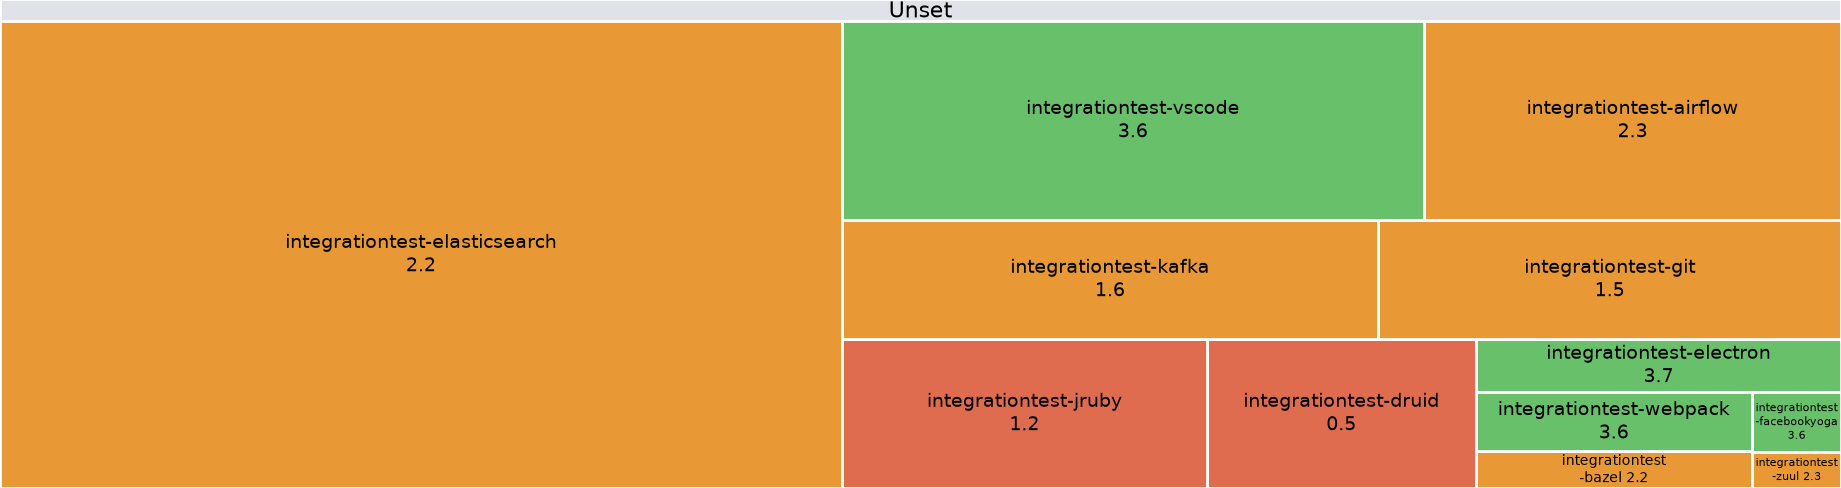 Unset
integrationtest-elasticsearch
2.2
integrationtest-vscode
3.6
integrationtest-airflow
2.3
integrationtest-kafka
1.6
integrationtest-git
1.5
integrationtest-jruby
1.2
integrationtest-druid
0.5
integrationtest-electron
3.7
integrationtest-webpack
3.6
integrationtest
-facebookyoga
3.6
integrationtest
-bazel 2.2
integrationtest
-zuul 2.3